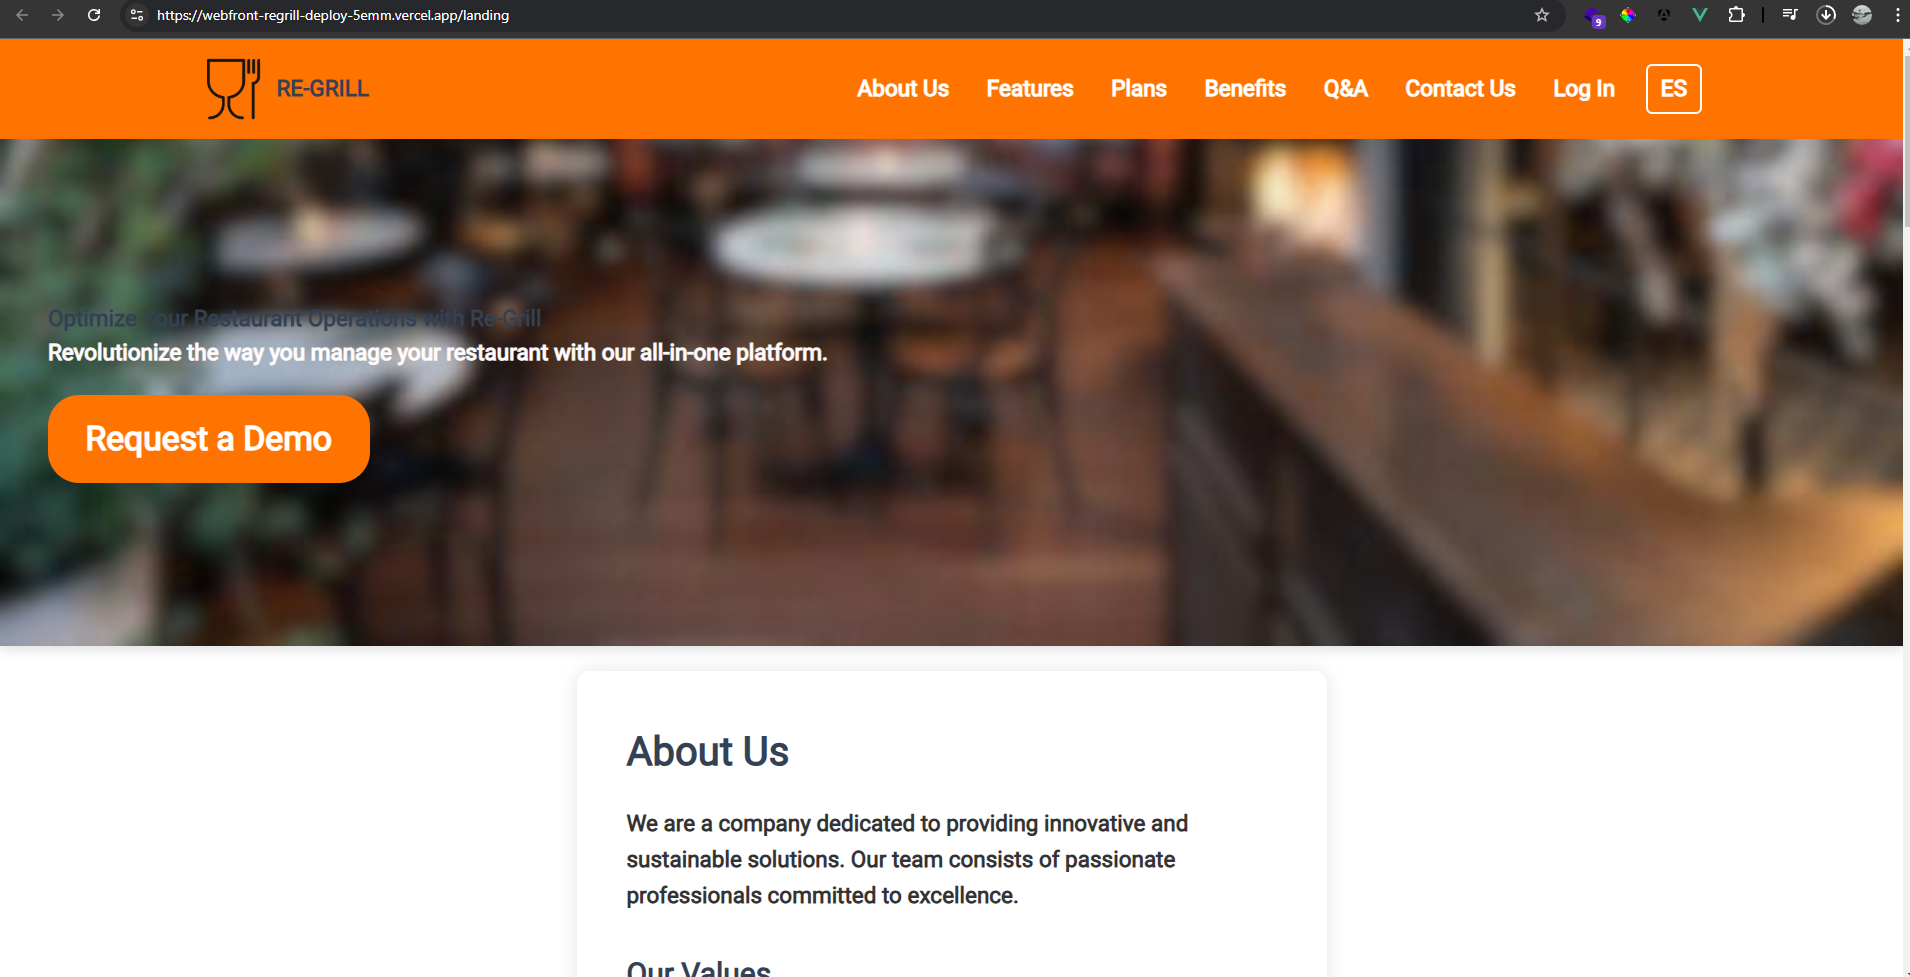 https://webfront-regrill-deploy-5emm.vercel.app/landing
9
RE-GRILL
About Us Features Plans Benefits Q&A Contact Us Log In ES
Optimize Your Restaurant Operations with Re-Grill
Revolutionize the way you manage your restaurant with our all-in-one platform.
Request a Demo
About Us
We are a company dedicated to providing innovative and
sustainable solutions. Our team consists of passionate
professionals committed to excellence.
Our Values